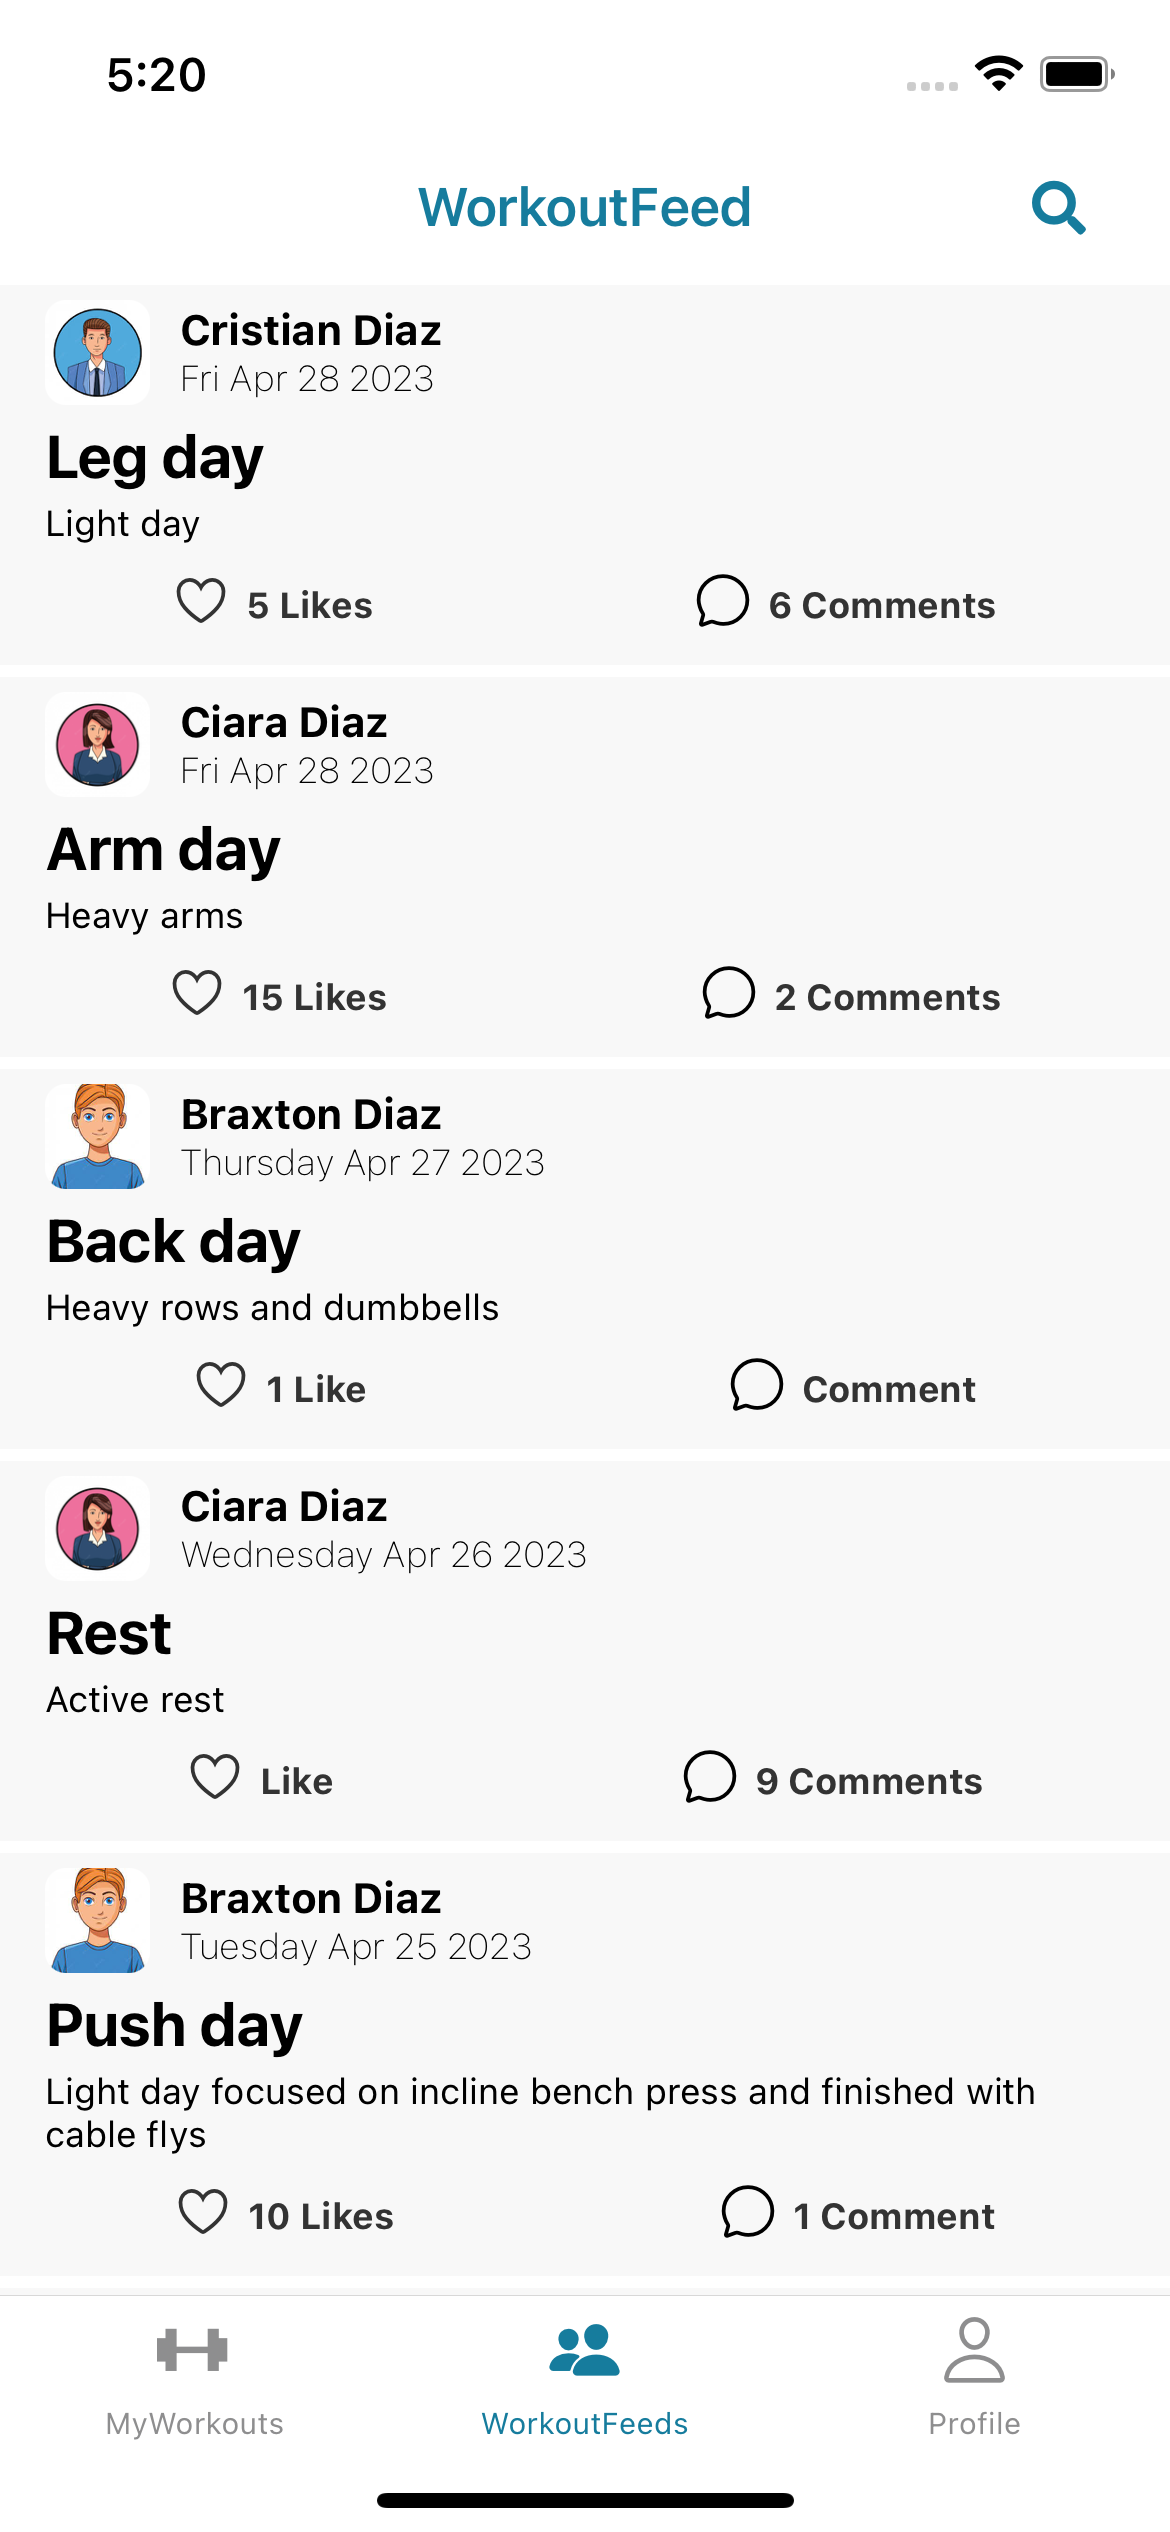 5:20
WorkoutFeed
Cristian Diaz
Fri Apr 28 2023
Leg day
Light day
5 Likes
6 Comments
Ciara Diaz
Fri Apr 28 2023
Arm day
Heavy arms
15 Likes
2 Comments
Braxton Diaz
Thursday Apr 27 2023
Back day
Heavy rows and dumbbells
1 Like
Comment
Ciara Diaz
Wednesday Apr 26 2023
Rest
Active rest
Like
9 Comments
Braxton Diaz
Tuesday Apr 25 2023
Push day
Light day focused on incline bench press and finished with
cable flys
10 Likes
1 Comment
MyWorkouts
WorkoutFeeds
Profile